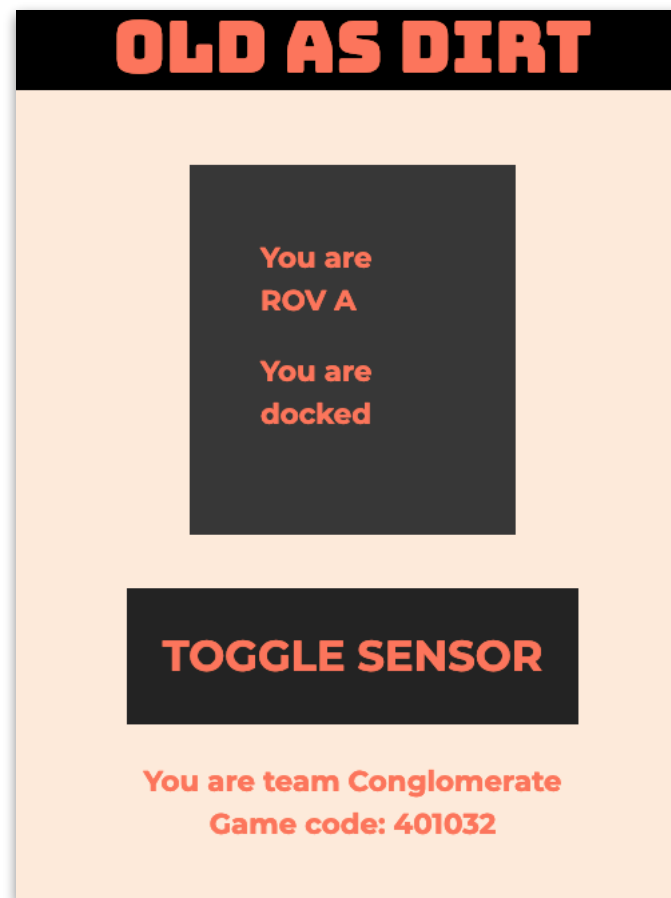 OLD AS DIRT
You are
ROV A
You are
docked
TOGGLE SENSOR
You are team Conglomerate
Game code: 401032